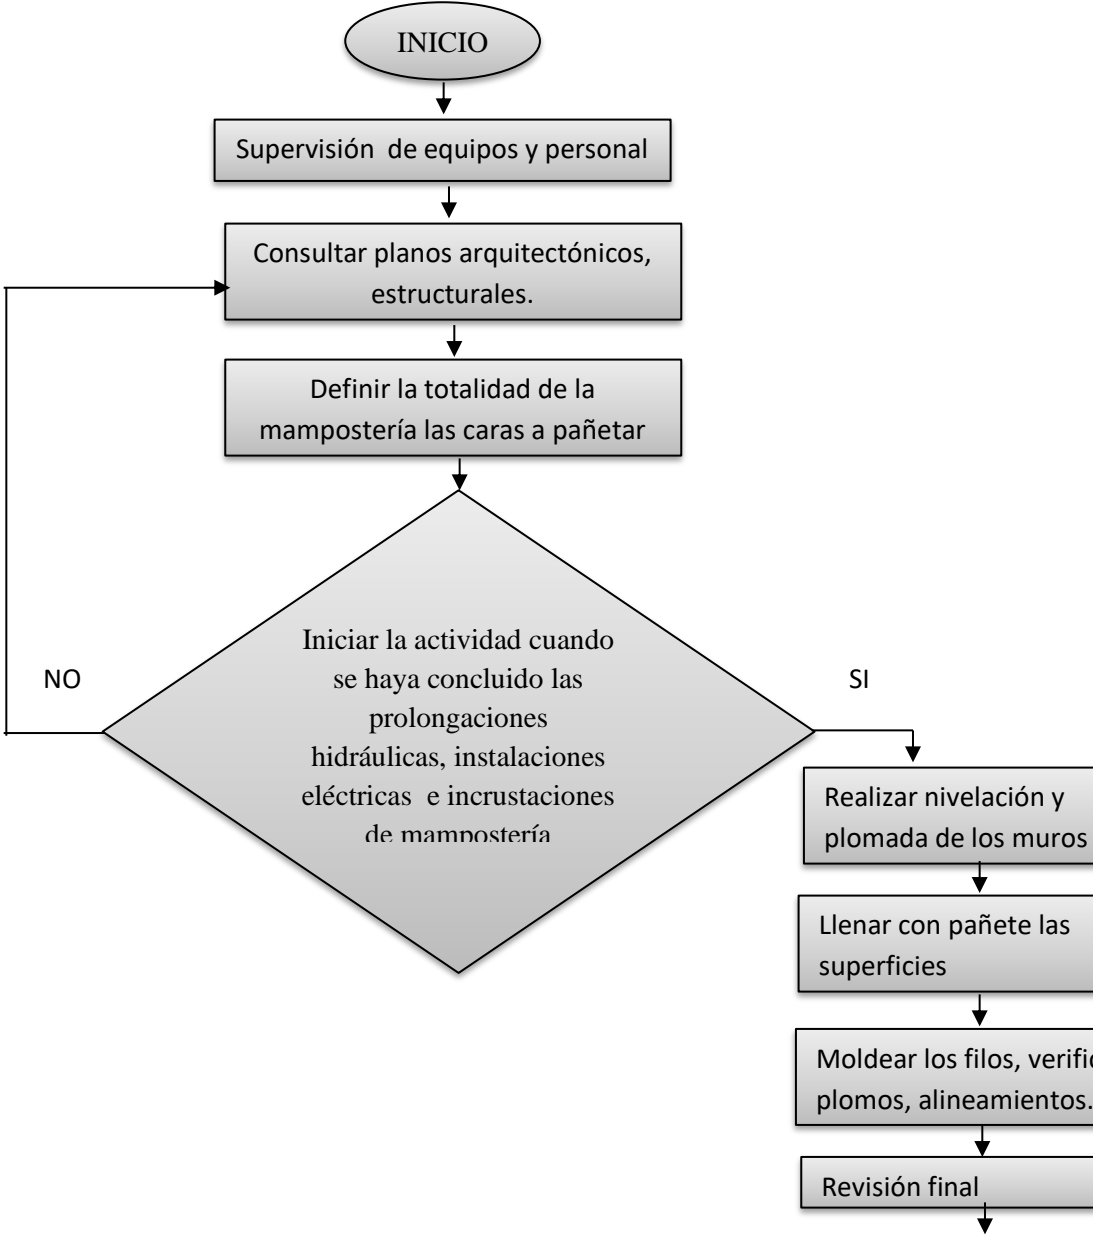 INICIO
Supervisión de equipos y personal
Consultar planos arquitectónicos,
estructurales.
Definir la totalidad de la
mampostería las caras a pañetar
Iniciar la actividad cuando
se haya concluido las
prolongaciones
hidráulicas, instalaciones
eléctricas e incrustaciones
de mampostería
NO
SI
Realizar nivelación y
plomada de los muros
Llenar con pañete las
superficies
Moldear los filos,
plomos, alineamientos.
Revisión final